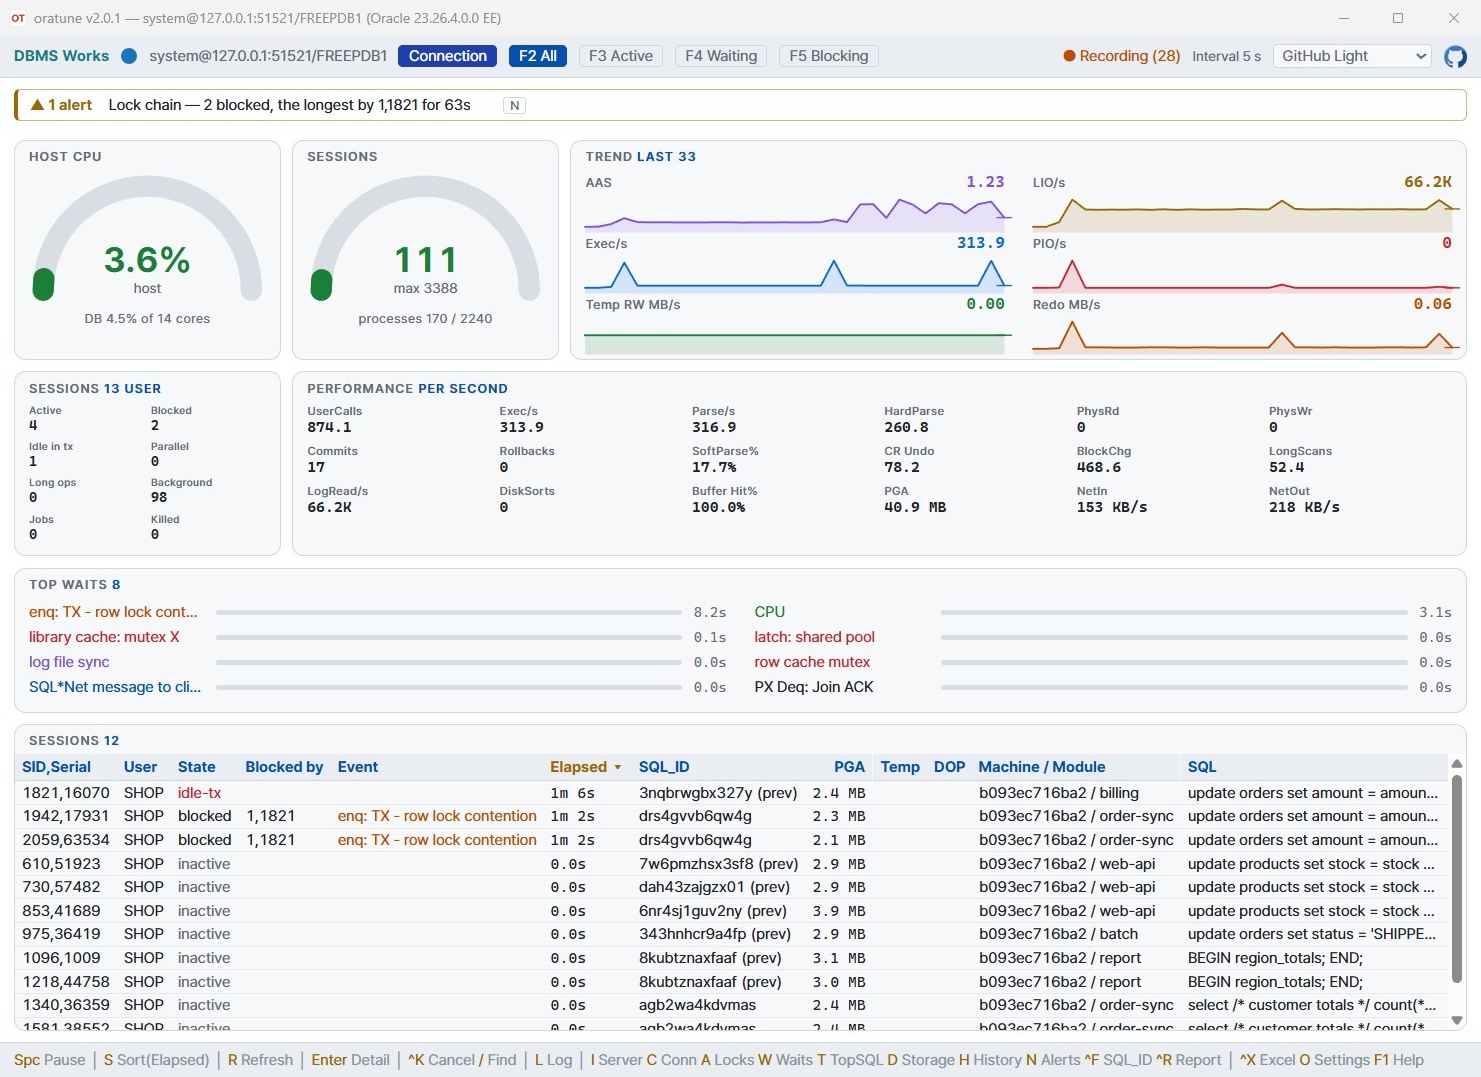 OT oratune v2.0.1 — system@127.0.0.1:51521/FREEPDB1 (Oracle 23.26.4.0.0 EE)
DBMS Works system@127.0.0.1:51521/FREEPDB1 Connection F2 All F3 Active F4 Waiting F5 Blocking Recording (28) Interval 5 s GitHub Light
1 alert Lock chain — 2 blocked, the longest by 1,1821 for 63s N
HOST CPU
3.6%
host
DB 4.5% of 14 cores
SESSIONS
111
max 3388
processes 170 / 2240
TREND LAST 33
AAS 1.23 LIO/s 66.2K
Exec/s 313.9 PIO/s 0
Temp RW MB/s 0.00 Redo MB/s 0.06
SESSIONS 13 USER
Active Blocked
4 2
Idle in tx Parallel
1 0
Long ops Background
0 98
Jobs Killed
0 0
PERFORMANCE PER SECOND
UserCalls Exec/s Parse/s HardParse PhysRd PhysWr
874.1 313.9 316.9 260.8 0 0
Commits Rollbacks SoftParse% CR Undo BlockChg LongScans
17 0 17.7% 78.2 468.6 52.4
LogRead/s DiskSorts Buffer Hit% PGA NetIn NetOut
66.2K 0 100.0% 40.9 MB 153 KB/s 218 KB/s
TOP WAITS 8
enq: TX - row lock cont... 8.2s CPU 3.1s
library cache: mutex X 0.1s latch: shared pool 0.0s
log file sync 0.0s row cache mutex 0.0s
SQL*Net message to cli... 0.0s PX Deq: Join ACK 0.0s
SESSIONS 12
SID,Serial User State Blocked by Event Elapsed SQL_ID PGA Temp DOP Machine / Module SQL
1821,16070 SHOP idle-tx 1m 6s 3nqbrwgbx327y (prev) 2.4 MB b093ec716ba2 / billing update orders set amount = amoun...
1942,17931 SHOP blocked 1,1821 enq: TX - row lock contention 1m 2s drs4gvvb6qw4g 2.3 MB b093ec716ba2 / order-sync update orders set amount = amoun...
2059,63534 SHOP blocked 1,1821 enq: TX - row lock contention 1m 2s drs4gvvb6qw4g 2.1 MB b093ec716ba2 / order-sync update orders set amount = amoun...
610,51923 SHOP inactive 0.0s 7w6pmzhsx3sf8 (prev) 2.9 MB b093ec716ba2 / web-api update products set stock = stock ...
730,57482 SHOP inactive 0.0s dah43zajgzx01 (prev) 2.9 MB b093ec716ba2 / web-api update products set stock = stock ...
853,41689 SHOP inactive 0.0s 6nr4sj1guv2ny (prev) 3.9 MB b093ec716ba2 / web-api update products set stock = stock ...
975,36419 SHOP inactive 0.0s 343hnhcr9a4fp (prev) 2.9 MB b093ec716ba2 / batch update orders set status = 'SHIPPE...
1096,1009 SHOP inactive 0.0s 8kubtznaxfaaf (prev) 3.1 MB b093ec716ba2 / report BEGIN region_totals; END;
1218,44758 SHOP inactive 0.0s 8kubtznaxfaaf (prev) 3.0 MB b093ec716ba2 / report BEGIN region_totals; END;
1340,36359 SHOP inactive 0.0s agb2wa4kdvmas 2.4 MB b093ec716ba2 / order-sync select /* customer totals */ count(*...
1581,38552 SHOP inactive 0.0s agb2wa4kdvmas 2.4 MB b093ec716ba2 / order-sync select /* customer totals */ count(*
Spc Pause | S Sort(Elapsed) | R Refresh | Enter Detail | ^K Cancel / Find | L Log | I Server C Conn A Locks W Waits T TopSQL D Storage H History N Alerts ^F SQL_ID ^R Report | ^X Excel O Settings F1 Help